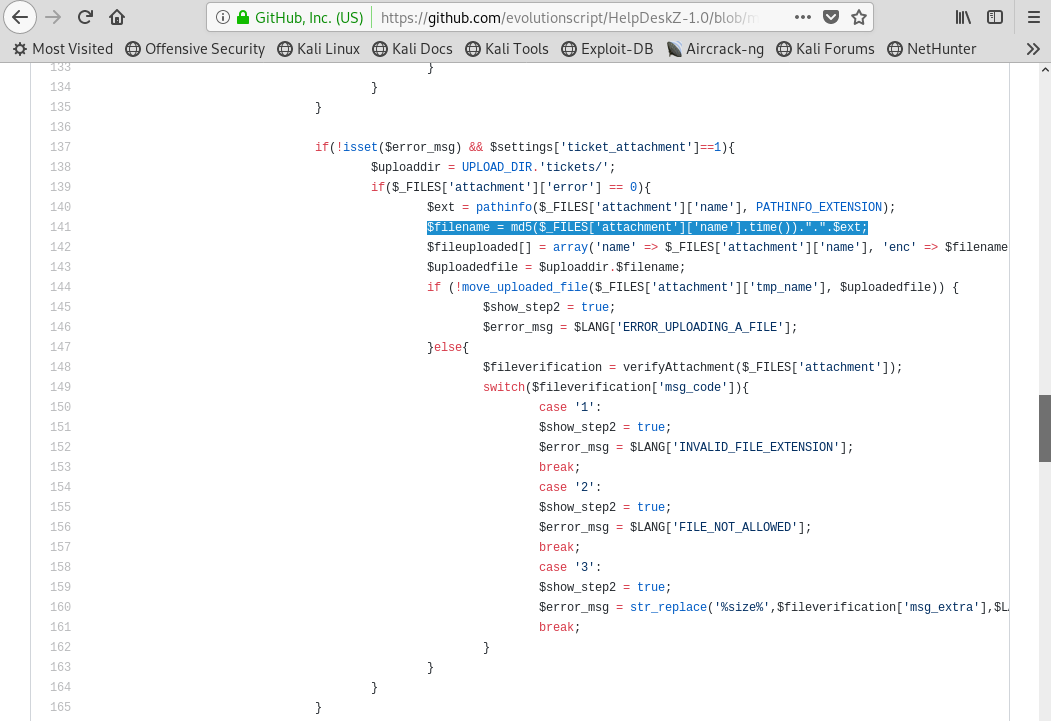 GitHub, Inc. (US)
https://github.com/evolutionscript/HelpDeskZ-1.0/blob/m
Most Visited Offensive Security Kali Linux Kali Docs Kali Tools Exploit-DB Aircrack-ng Kali Forums NetHunter
133 }
134 }
135 }
136
137 if(!isset($error_msg) && $settings['ticket_attachment']==1){
138 $uploaddir = UPLOAD_DIR.'tickets/';
139 if($_FILES['attachment']['error'] == 0){
140 $ext = pathinfo($_FILES['attachment']['name'], PATHINFO_EXTENSION);
141 $filename = md5($_FILES['attachment']['name'].time()).".".$ext;
142 $fileuploaded[] = array('name' => $_FILES['attachment']['name'], 'enc' => $filename
143 $uploadedfile = $uploaddir.$filename;
144 if (!move_uploaded_file($_FILES['attachment']['tmp_name'], $uploadedfile)) {
145 $show_step2 = true;
146 $error_msg = $LANG['ERROR_UPLOADING_A_FILE'];
147 }else{
148 $fileverification = verifyAttachment($_FILES['attachment']);
149 switch($fileverification['msg_code']){
150 case '1':
151 $show_step2 = true;
152 $error_msg = $LANG['INVALID_FILE_EXTENSION'];
153 break;
154 case '2':
155 $show_step2 = true;
156 $error_msg = $LANG['FILE_NOT_ALLOWED'];
157 break;
158 case '3':
159 $show_step2 = true;
160 $error_msg = str_replace('%size%',$fileverification['msg_extra'],$L
161 break;
162 }
163 }
164 }
165 }